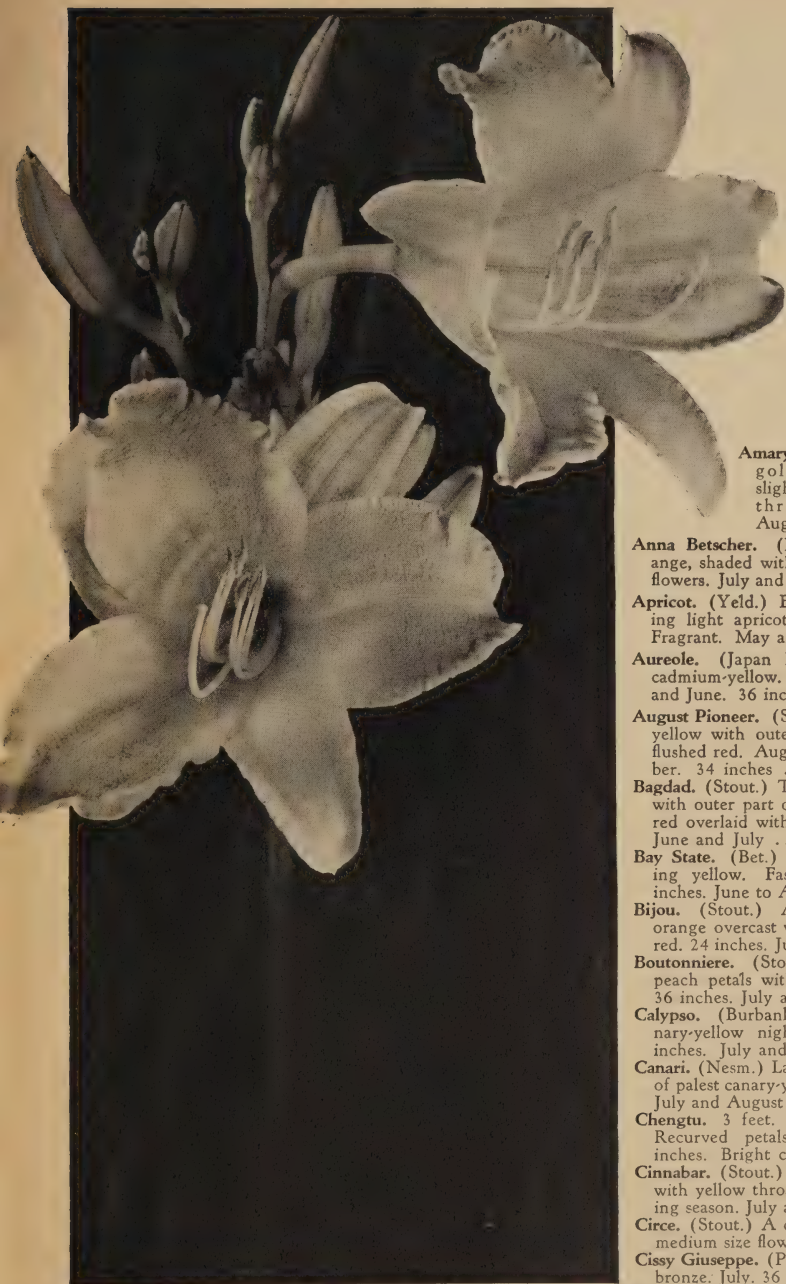 Amary
gol
sligh
thr
Aug
Anna Betscher. (
ange, shaded wit
flowers. July and
Apricot. (Yeld.) E
ing light apricot
Fragrant. May a
Aureole. (Japan
cadmium-yellow.
and June. 36 inc
August Pioneer. (S
yellow with oute
flushed red. Aug
ber. 34 inches .
Bagdad. (Stout.) T
with outer part o
red overlaid with
June and July .
Bay State. (Bet.)
ing yellow. Fas
inches. June to A
Bijou. (Stout.) A
orange overcast v
red. 24 inches. Ju
Boutonniere. (Sto
peach petals wit
36 inches. July a
Calypso. (Burbank
nary-yellow nigh
inches. July and
Canari. (Nesm.) La
of palest canary-y
July and August
Chengtu. 3 feet.
Recurved petals
inches. Bright c
Cinnabar. (Stout.)
with yellow thro
ing season. July a
Circe. (Stout.) A c
medium size flow
Cissy Giuseppe. (P
bronze. July. 36